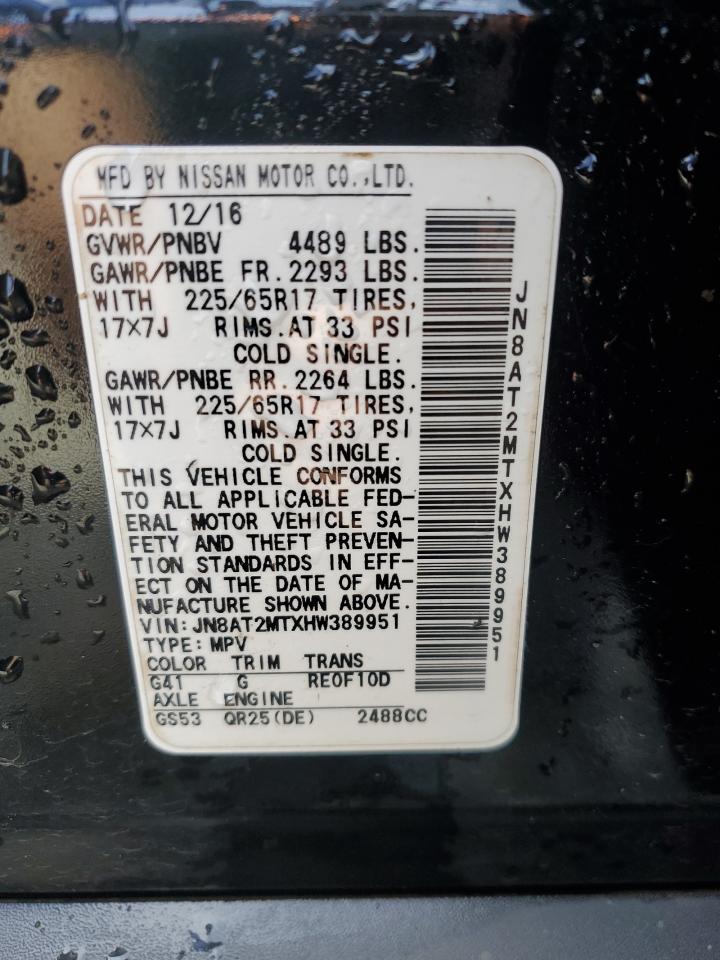 MFD BY NISSAN MOTOR CO.,LTD.
DATE 12/16
GVWR/PNBV 4489 LBS.
GAWR/PNBE FR. 2293 LBS.
WITH 225/65R17 TIRES,
17×7J RIMS. AT 33 PSI
COLD SINGLE.
GAWR/PNBE RR. 2264 LBS.
WITH 225/65R17 TIRES,
17×7J RIMS. AT 33 PSI
COLD SINGLE.
THIS VEHICLE CONFORMS
TO ALL APPLICABLE FED-
ERAL MOTOR VEHICLE SA-
FETY AND THEFT PREVEN-
TION STANDARDS IN EFF-
ECT ON THE DATE OF MA-
NUFACTURE SHOWN ABOVE.
VIN: JN8AT2MTXHW389951
TYPE: MPV
COLOR TRIM TRANS
G41 G RE0F10D
AXLE ENGINE
GS53 QR25(DE) 2488CC
JN8AT2MTXHW389951